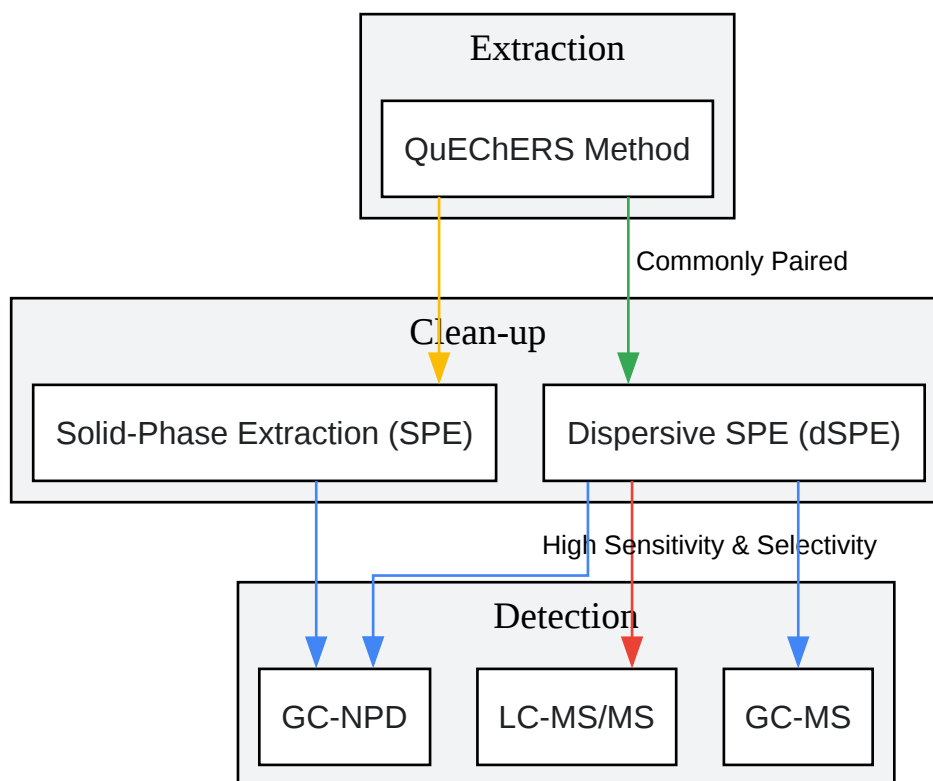 Extraction
QuEChERS Method
Commonly Paired
Clean-up
Solid-Phase Extraction (SPE)
Dispersive SPE (dSPE)
High Sensitivity & Selectivity
Detection
GC-NPD
LC-MS/MS
GC-MS